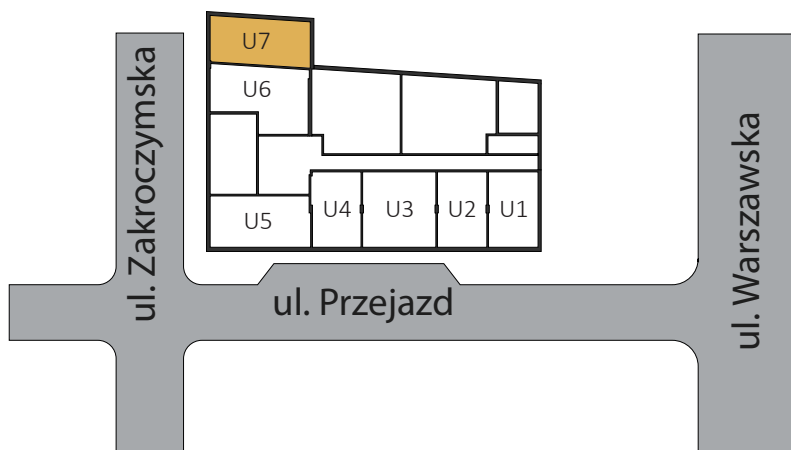 U7
U6
U5
U4
U3
U2
U1
ul. Zakroczymska
ul. Przejazd
ul. Warszawska